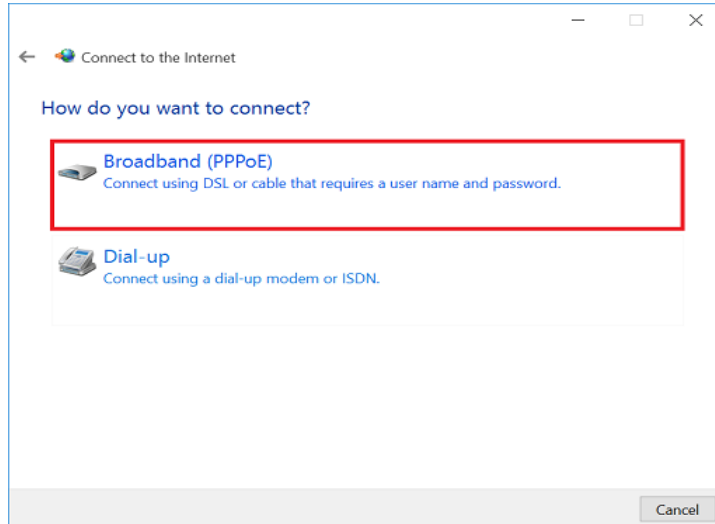 Connect to the Internet
How do you want to connect?
Broadband (PPPoE)
Connect using DSL or cable that requires a user name and password.
Dial-up
Connect using a dial-up modem or ISDN.
Cancel